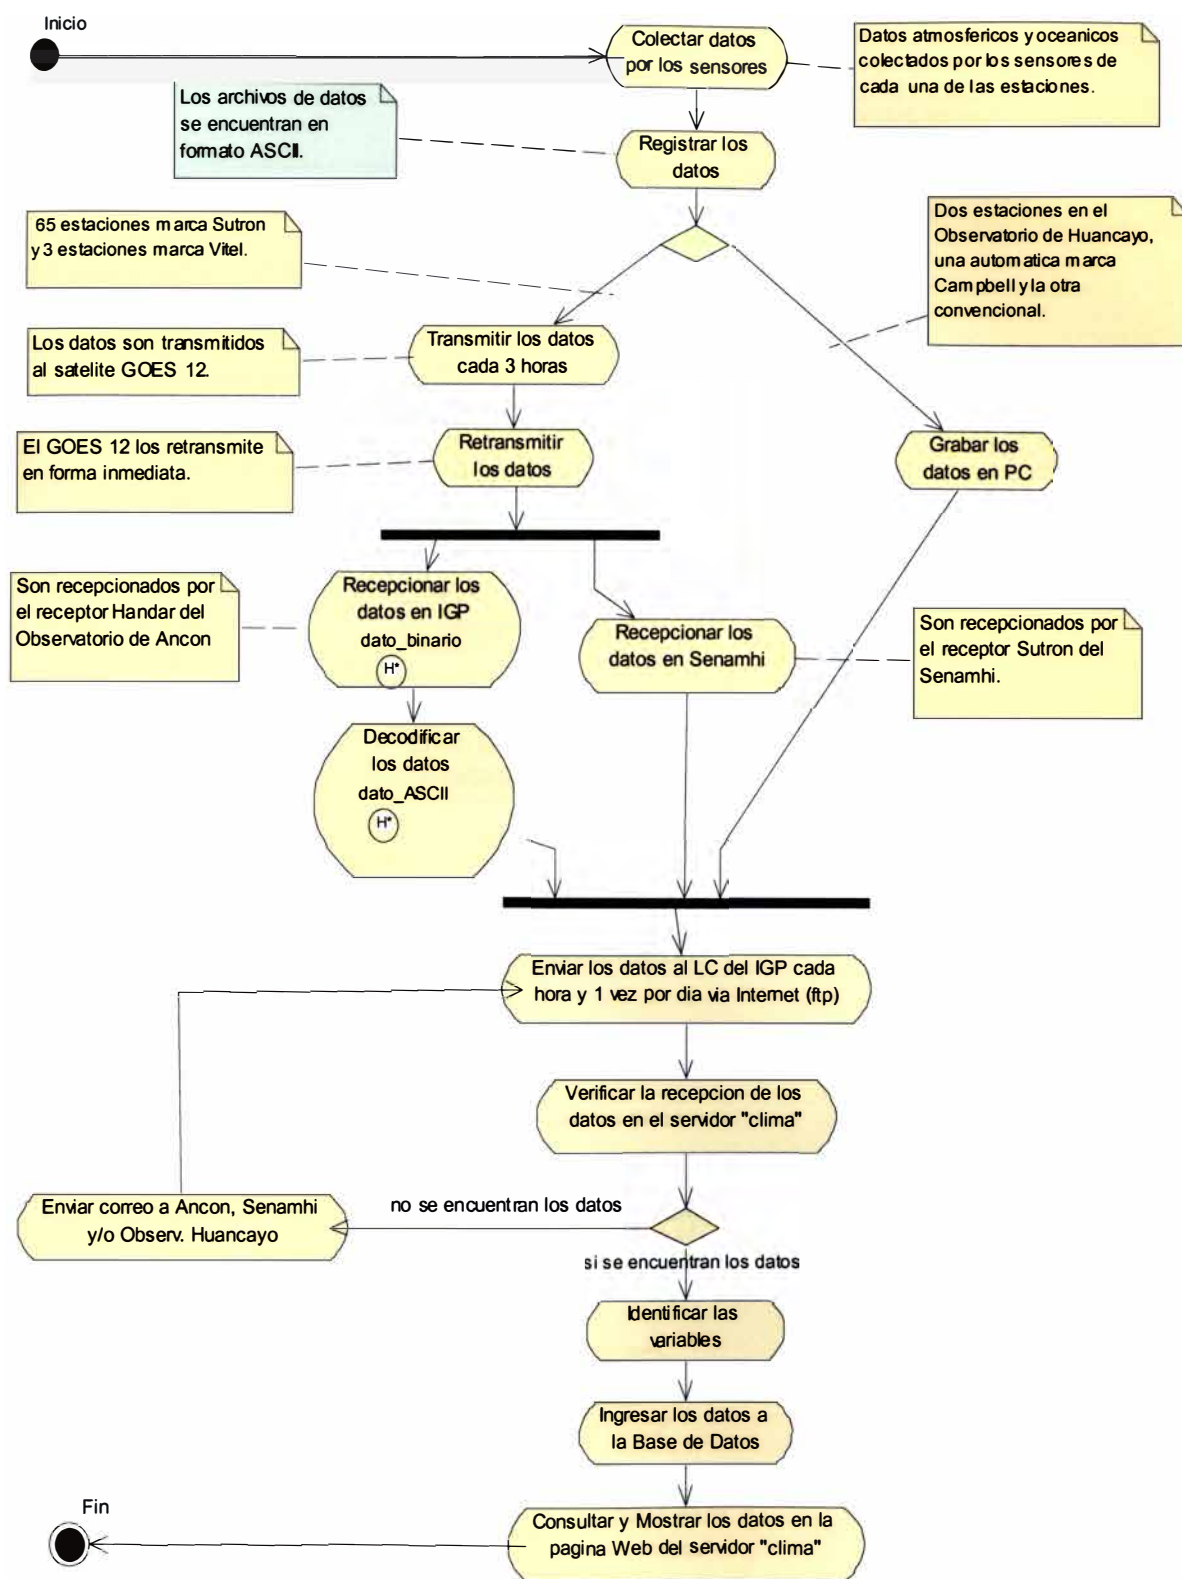 Inicio
Colectar datos
por los sensores
Datos atmosfericos y oceanicos
colectados por los sensores de
cada una de las estaciones.
Los archivos de datos
se encuentran en
formato ASCII.
Registrar los
datos
65 estaciones marca Sutron
y 3 estaciones marca Vitel.
Dos estaciones en el
Observatorio de Huancayo,
una automatica marca
Campbell y la otra
convencional.
Transmitir los datos
cada 3 horas
Los datos son transmitidos
al satelite GOES 12.
Retransmitir
los datos
El GOES 12 los retransmite
en forma inmediata.
Grabar los
datos en PC
Recepcionar los
datos en IGP
dato_binario
H*
Son recepcionados por
el receptor Handar del
Observatorio de Ancon
Recepcionar los
datos en Senamhi
Son recepcionados por
el receptor Sutron del
Senamhi.
Decodificar
los datos
dato_ASCII
H*
Enviar los datos al LC del IGP cada
hora y 1 vez por dia via Internet (ftp)
Verificar la recepcion de los
datos en el servidor "clima"
no se encuentran los datos
Enviar correo a Ancon, Senamhi
y/o Observ. Huancayo
si se encuentran los datos
Identificar las
variables
Ingresar los datos a
la Base de Datos
Fin
Consultar y Mostrar los datos en la
pagina Web del servidor "clima"